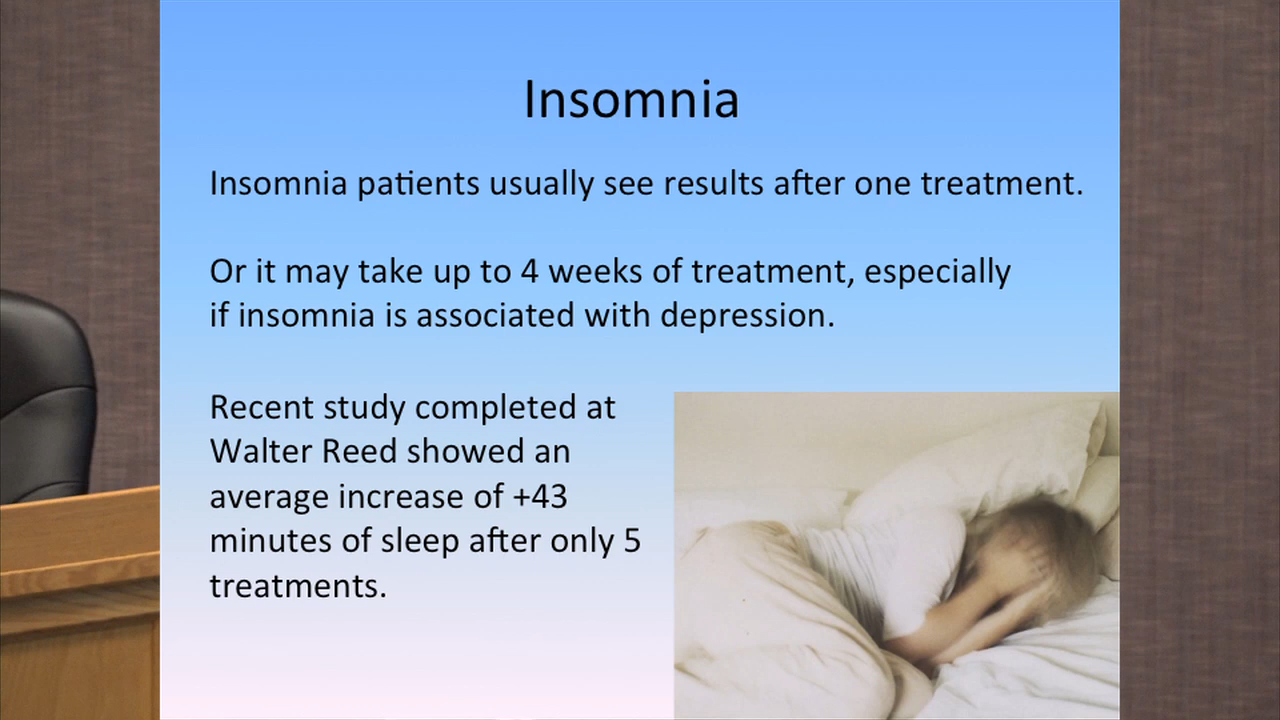 Insomnia
Insomnia patients usually see results after one treatment.
Or it may take up to 4 weeks of treatment, especially
if insomnia is associated with depression.
Recent study completed at
Walter Reed showed an
average increase of +43
minutes of sleep after only 5
treatments.